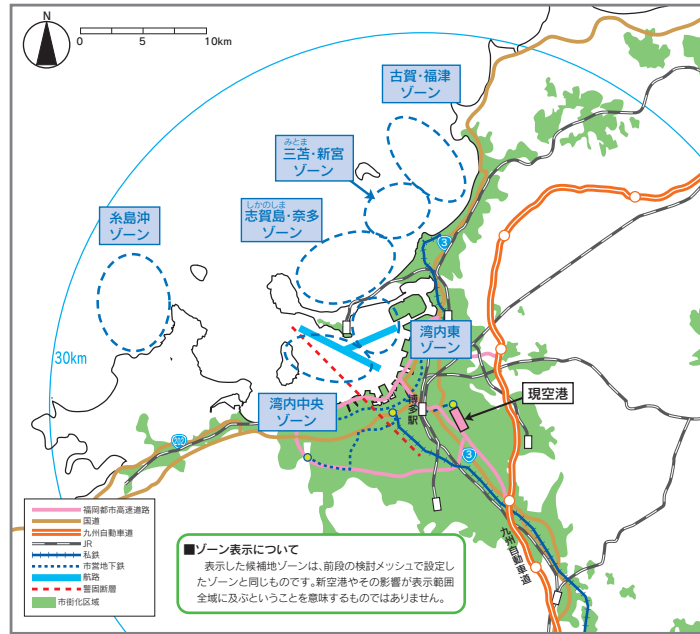 N
0 5 10km
古賀・福津
ゾーン
みとま
三苫・新宮
ゾーン
しかのしま
志賀島・奈多
ゾーン
糸島沖
ゾーン
3
湾内東
ゾーン
30km
湾内中央
ゾーン
博多駅
現空港
202
3
九州自動車道
福岡都市高速道路
国道
九州自動車道
JR
私鉄
市営地下鉄
航路
警固断層
市街化区域
■ゾーン表示について
表示した候補地ゾーンは、前段の検討メッシュで設定し
たゾーンと同じものです。新空港やその影響が表示範囲
全域に及ぶということを意味するものではありません。